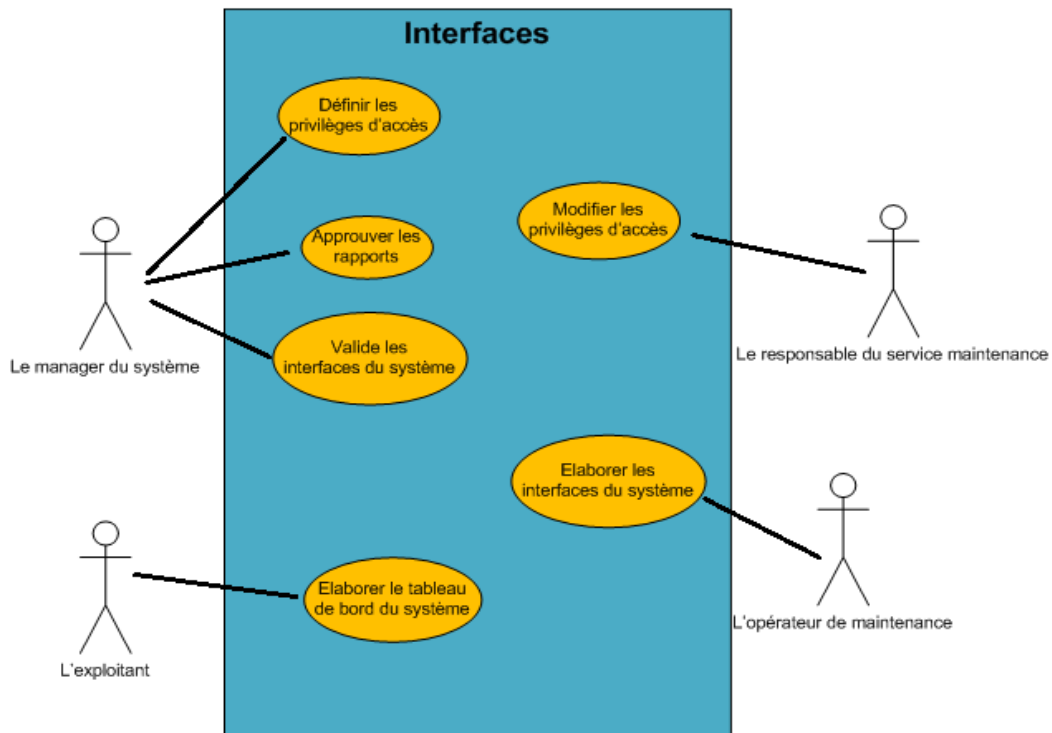 Interfaces
Définir les
privilèges d'accès
Modifier les
privilèges d'accès
Approuver les
rapports
Valide les
interfaces du système
Le manager du système
Le responsable du service maintenance
Elaborer les
interfaces du système
Elaborer le tableau
de bord du système
L'opérateur de maintenance
L'exploitant